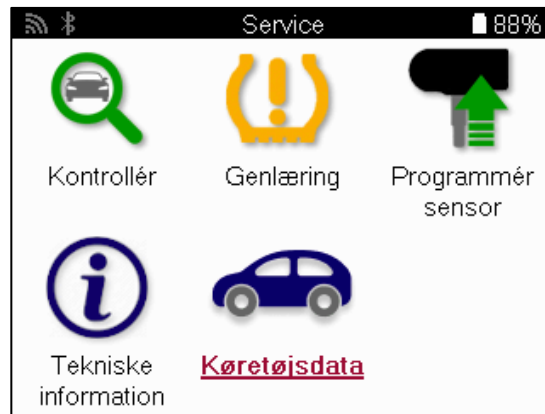 Service
88%
Kontrollér
Genlæring
Programmér
sensor
Tekniske
information
Køretøjsdata